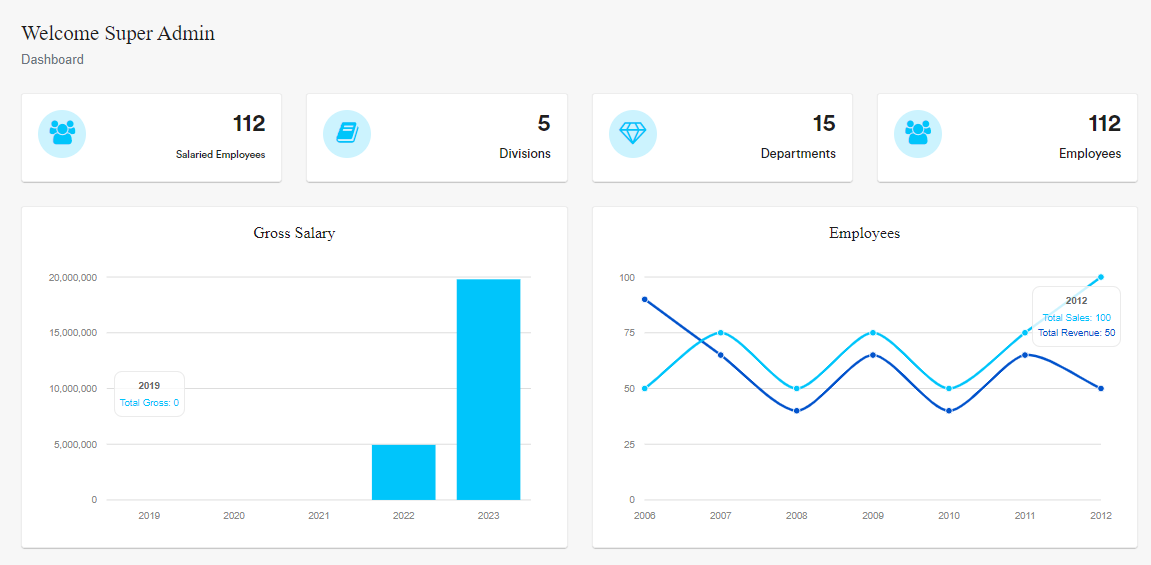 Welcome Super Admin
Dashboard
112
Salaried Employees
5
Divisions
15
Departments
112
Employees
Gross Salary
20,000,000
15,000,000
10,000,000
5,000,000
0
2019
Total Gross: 0
2019 2020 2021 2022 2023
Employees
100
75
50
25
0
2012
Total Sales: 100
Total Revenue: 50
2006 2007 2008 2009 2010 2011 2012